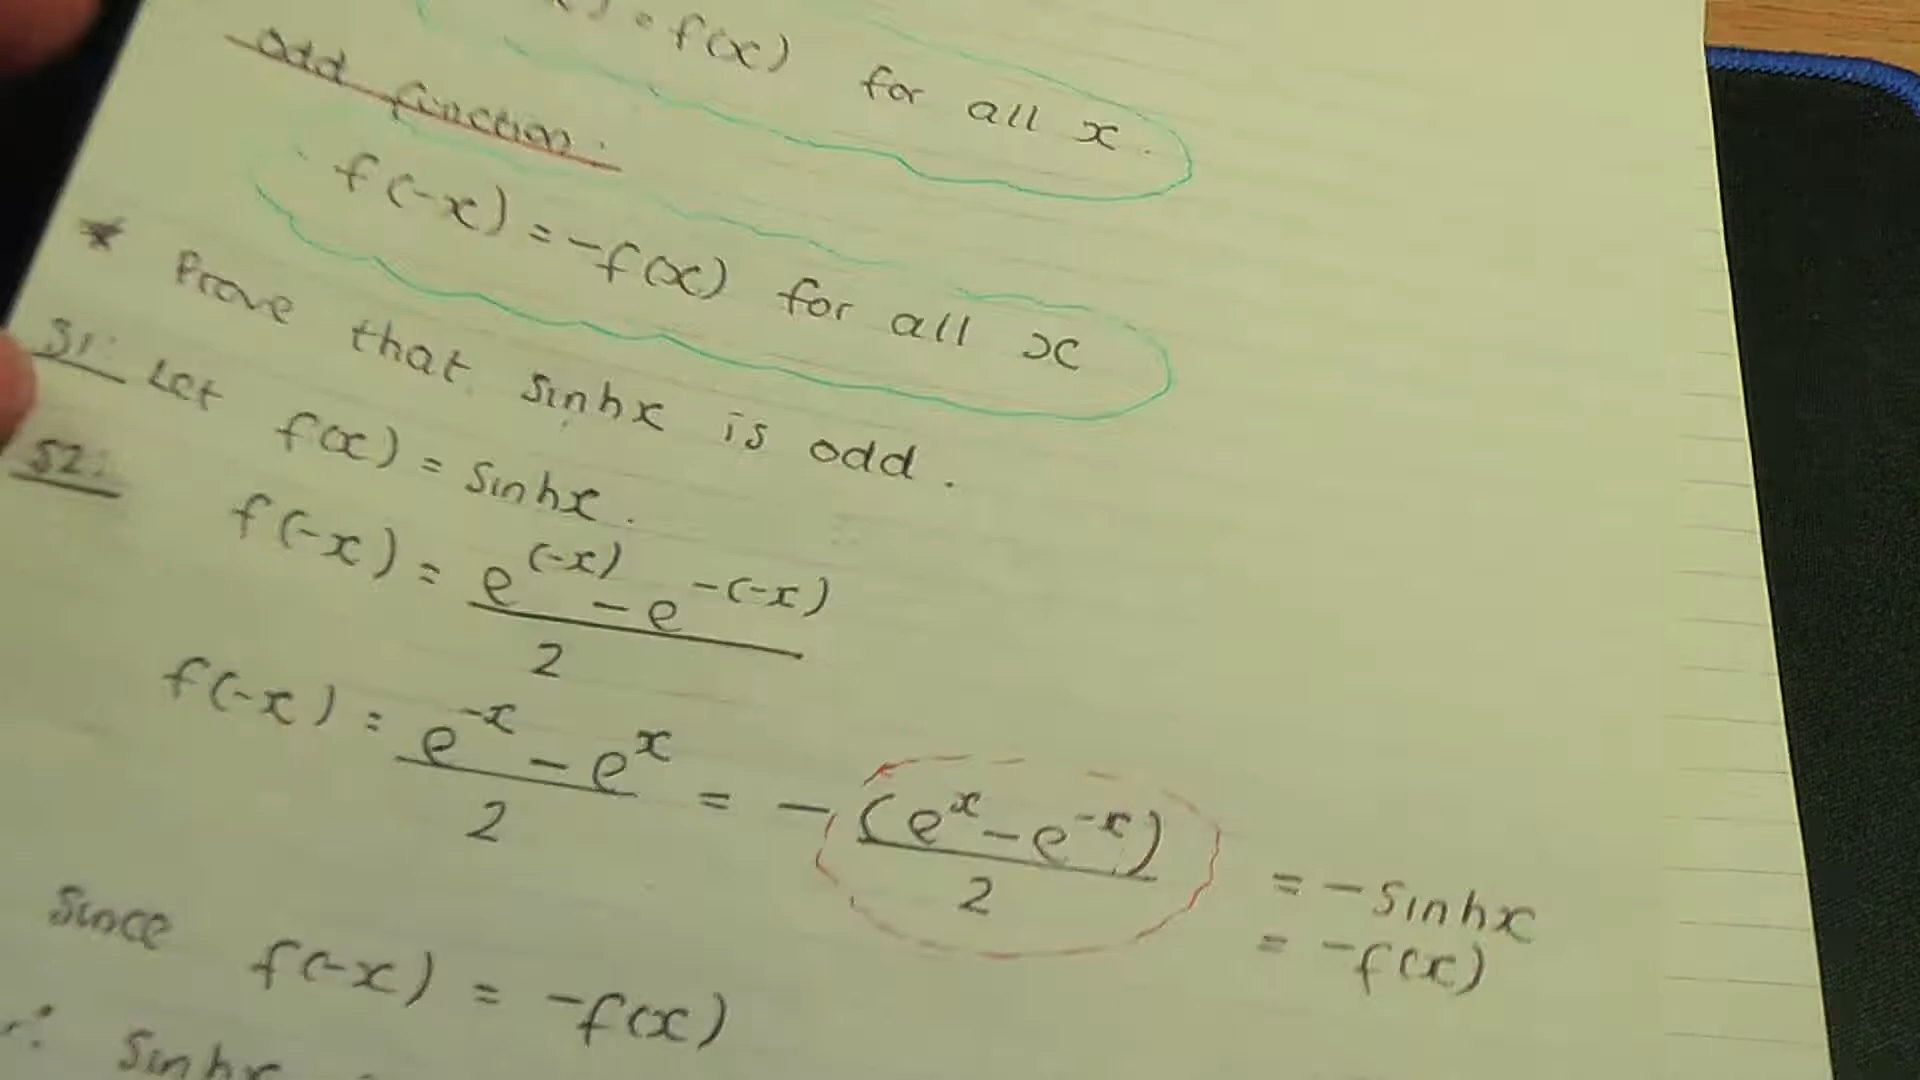 ) = f(x) for all x.
odd function:
f(-x) = -f(x) for all x
* Prove that sinhx is odd.
S1: Let f(x) = sinhx.
S2: f(-x) = e^(-x) - e^-(-x) / 2
f(-x) = e^-x - e^x / 2 = - (e^x - e^-x) / 2 = -sinhx
= -f(x)
Since f(-x) = -f(x)
∴ sinhx